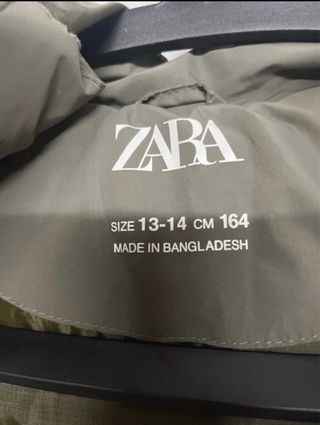 ZARA
SIZE 13-14 CM 164
MADE IN BANGLADESH